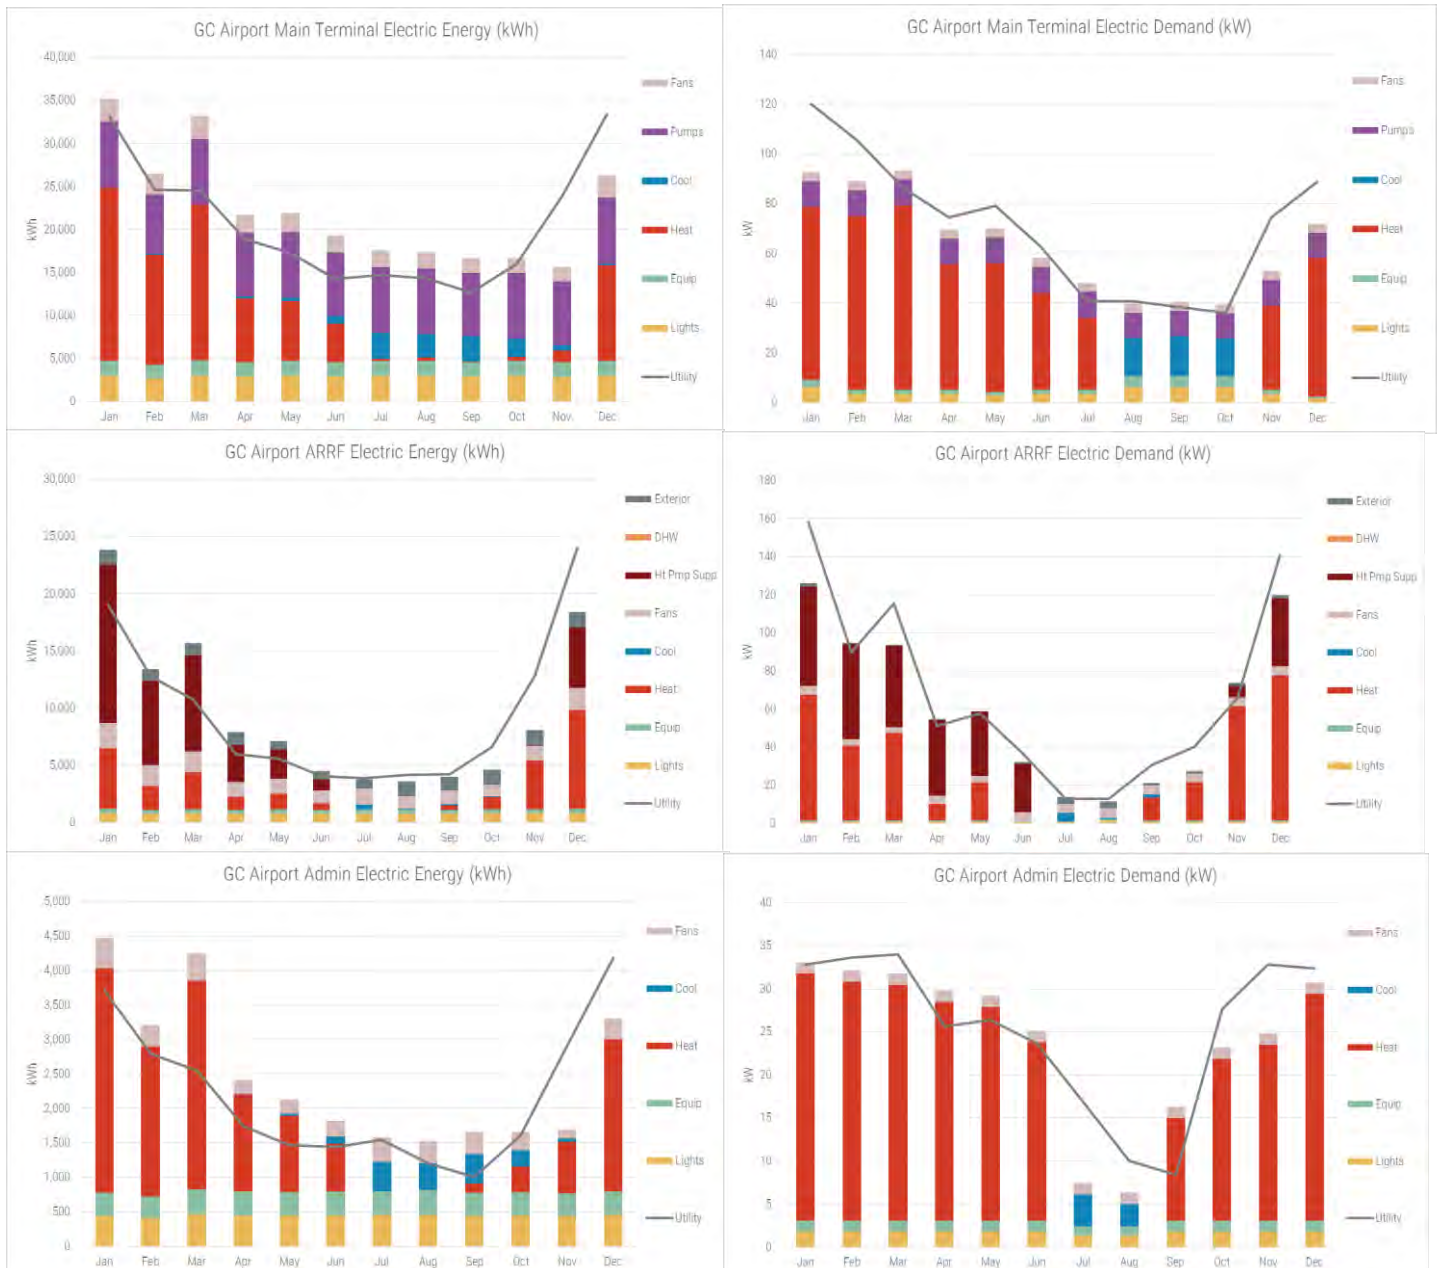 GC Airport Main Terminal Electric Energy (kWh)
40,000
35,000
30,000
25,000
20,000
15,000
10,000
5,000
0
kWh
Jan Feb Mar Apr May Jun Jul Aug Sep Oct Nov Dec
Fans
Pumps
Cool
Heat
Equip
Lights
Utility
GC Airport Main Terminal Electric Demand (kW)
140
120
100
80
60
40
20
0
kW
Jan Feb Mar Apr May Jun Jul Aug Sep Oct Nov Dec
Fans
Pumps
Cool
Heat
Equip
Lights
Utility
GC Airport ARRF Electric Energy (kWh)
30,000
25,000
20,000
15,000
10,000
5,000
0
kWh
Jan Feb Mar Apr May Jun Jul Aug Sep Oct Nov Dec
Exterior
DHW
Ht Pmp Supp
Fans
Cool
Heat
Equip
Lights
Utility
GC Airport ARRF Electric Demand (kW)
180
160
140
120
100
80
60
40
20
0
kW
Jan Feb Mar Apr May Jun Jul Aug Sep Oct Nov Dec
Exterior
DHW
Ht Pmp Supp
Fans
Cool
Heat
Equip
Lights
Utility
GC Airport Admin Electric Energy (kWh)
5,000
4,500
4,000
3,500
3,000
2,500
2,000
1,500
1,000
500
0
kWh
Jan Feb Mar Apr May Jun Jul Aug Sep Oct Nov Dec
Fans
Cool
Heat
Equip
Lights
Utility
GC Airport Admin Electric Demand (kW)
40
35
30
25
20
15
10
5
0
kW
Jan Feb Mar Apr May Jun Jul Aug Sep Oct Nov Dec
Fans
Cool
Heat
Equip
Lights
Utility